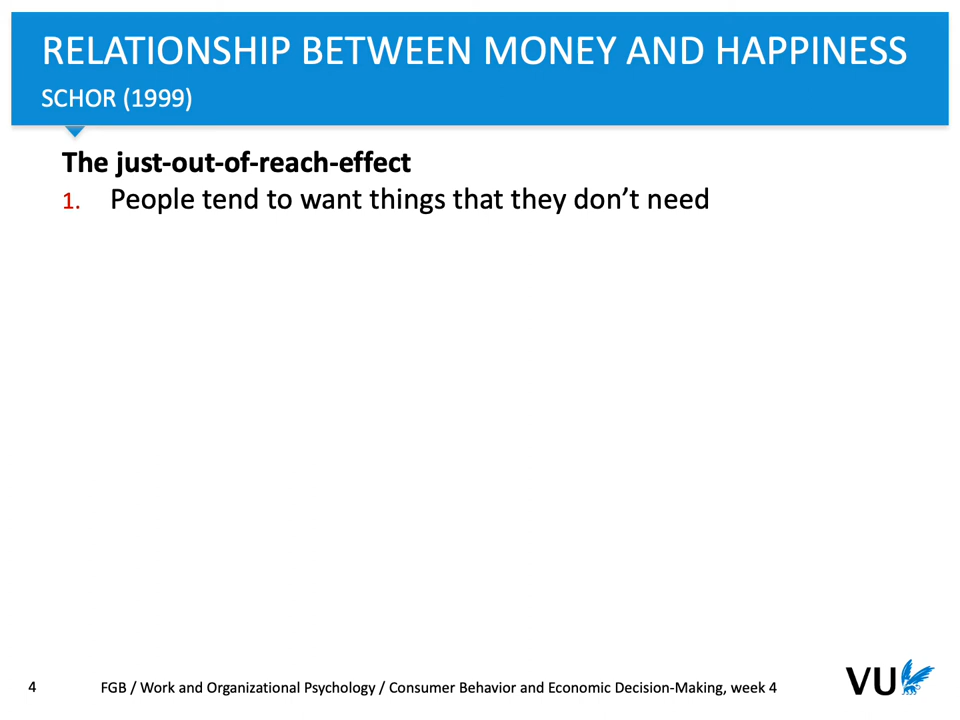 RELATIONSHIP BETWEEN MONEY AND HAPPINESS
SCHOR (1999)
The just-out-of-reach-effect
1. People tend to want things that they don’t need
4 FGB / Work and Organizational Psychology / Consumer Behavior and Economic Decision-Making, week 4
VU